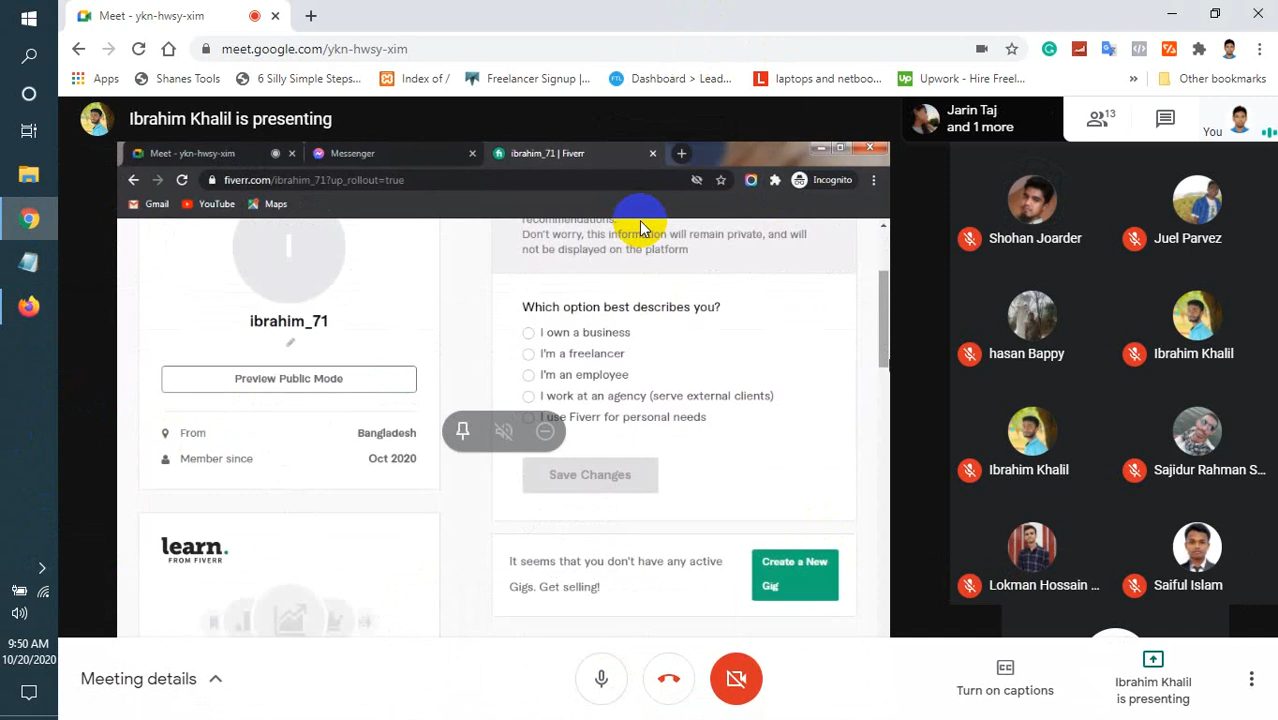 Meet - ykn-hwsy-xim
meet.google.com/ykn-hwsy-xim
Apps
Shanes Tools
6 Silly Simple Steps...
Index of /
Freelancer Signup |...
Dashboard > Lead...
laptops and netboo...
Upwork - Hire Freel...
Other bookmarks
Ibrahim Khalil is presenting
Jarin Taj
and 1 more
13
You
Meet - ykn-hwsy-xim
Messenger
ibrahim_71 | Fiverr
fiverr.com/ibrahim_71?up_rollout=true
Incognito
Gmail
YouTube
Maps
recommendations.
Don't worry, this information will remain private, and will
not be displayed on the platform
I
ibrahim_71
Preview Public Mode
From
Bangladesh
Member since
Oct 2020
learn.
FROM FIVERR
Which option best describes you?
I own a business
I'm a freelancer
I'm an employee
I work at an agency (serve external clients)
I use Fiverr for personal needs
Save Changes
It seems that you don't have any active
Gigs. Get selling!
Create a New
Gig
Shohan Joarder
Juel Parvez
hasan Bappy
Ibrahim Khalil
Ibrahim Khalil
Sajidur Rahman S...
Lokman Hossain ...
Saiful Islam
9:50 AM
10/20/2020
Meeting details
Turn on captions
Ibrahim Khalil
is presenting